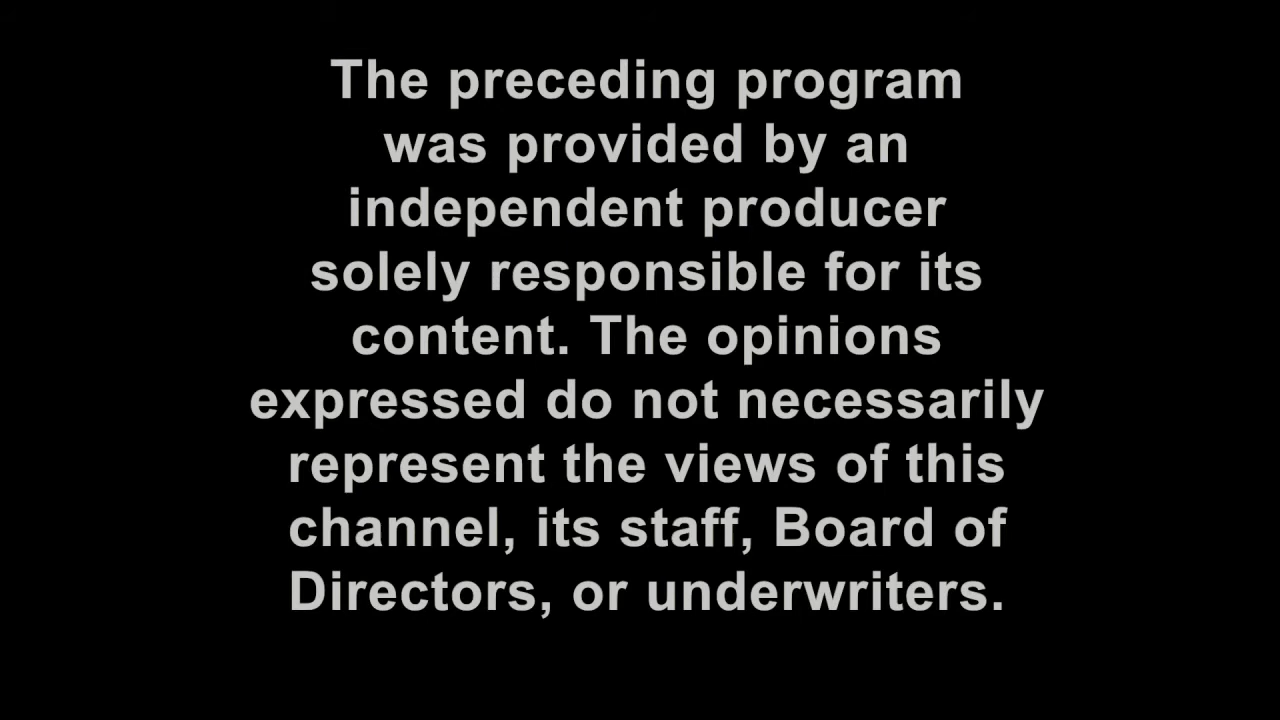 The preceding program
was provided by an
independent producer
solely responsible for its
content. The opinions
expressed do not necessarily
represent the views of this
channel, its staff, Board of
Directors, or underwriters.